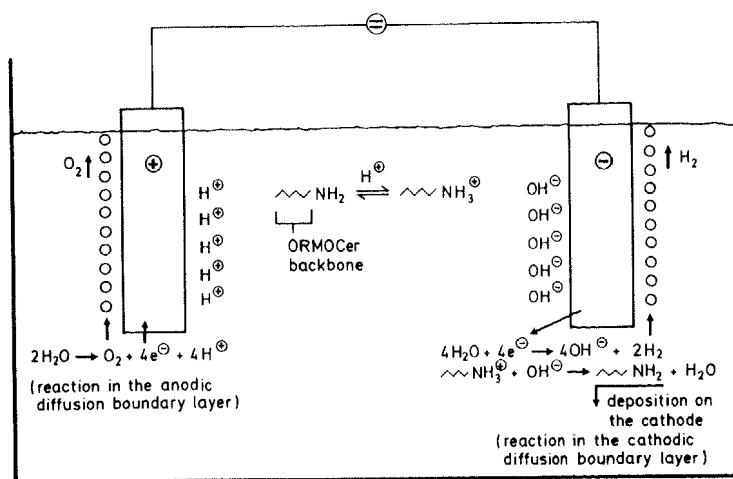 ⊖
⊕
O₂
H⊕
H⊕
H⊕
H⊕
H⊕
H⊕
NH₂ ⇌ NH₃⊕
ORMOCer
backbone
OH⊖
OH⊖
OH⊖
OH⊖
OH⊖
⊖
H₂
2H₂O → O₂ + 4e⊖ + 4H⊕
(reaction in the anodic
diffusion boundary layer)
4H₂O + 4e⊖ → 4OH⊖ + 2H₂
NH₃⊕ + OH⊖ → NH₂ + H₂O
deposition on
the cathode
(reaction in the cathodic
diffusion boundary layer)